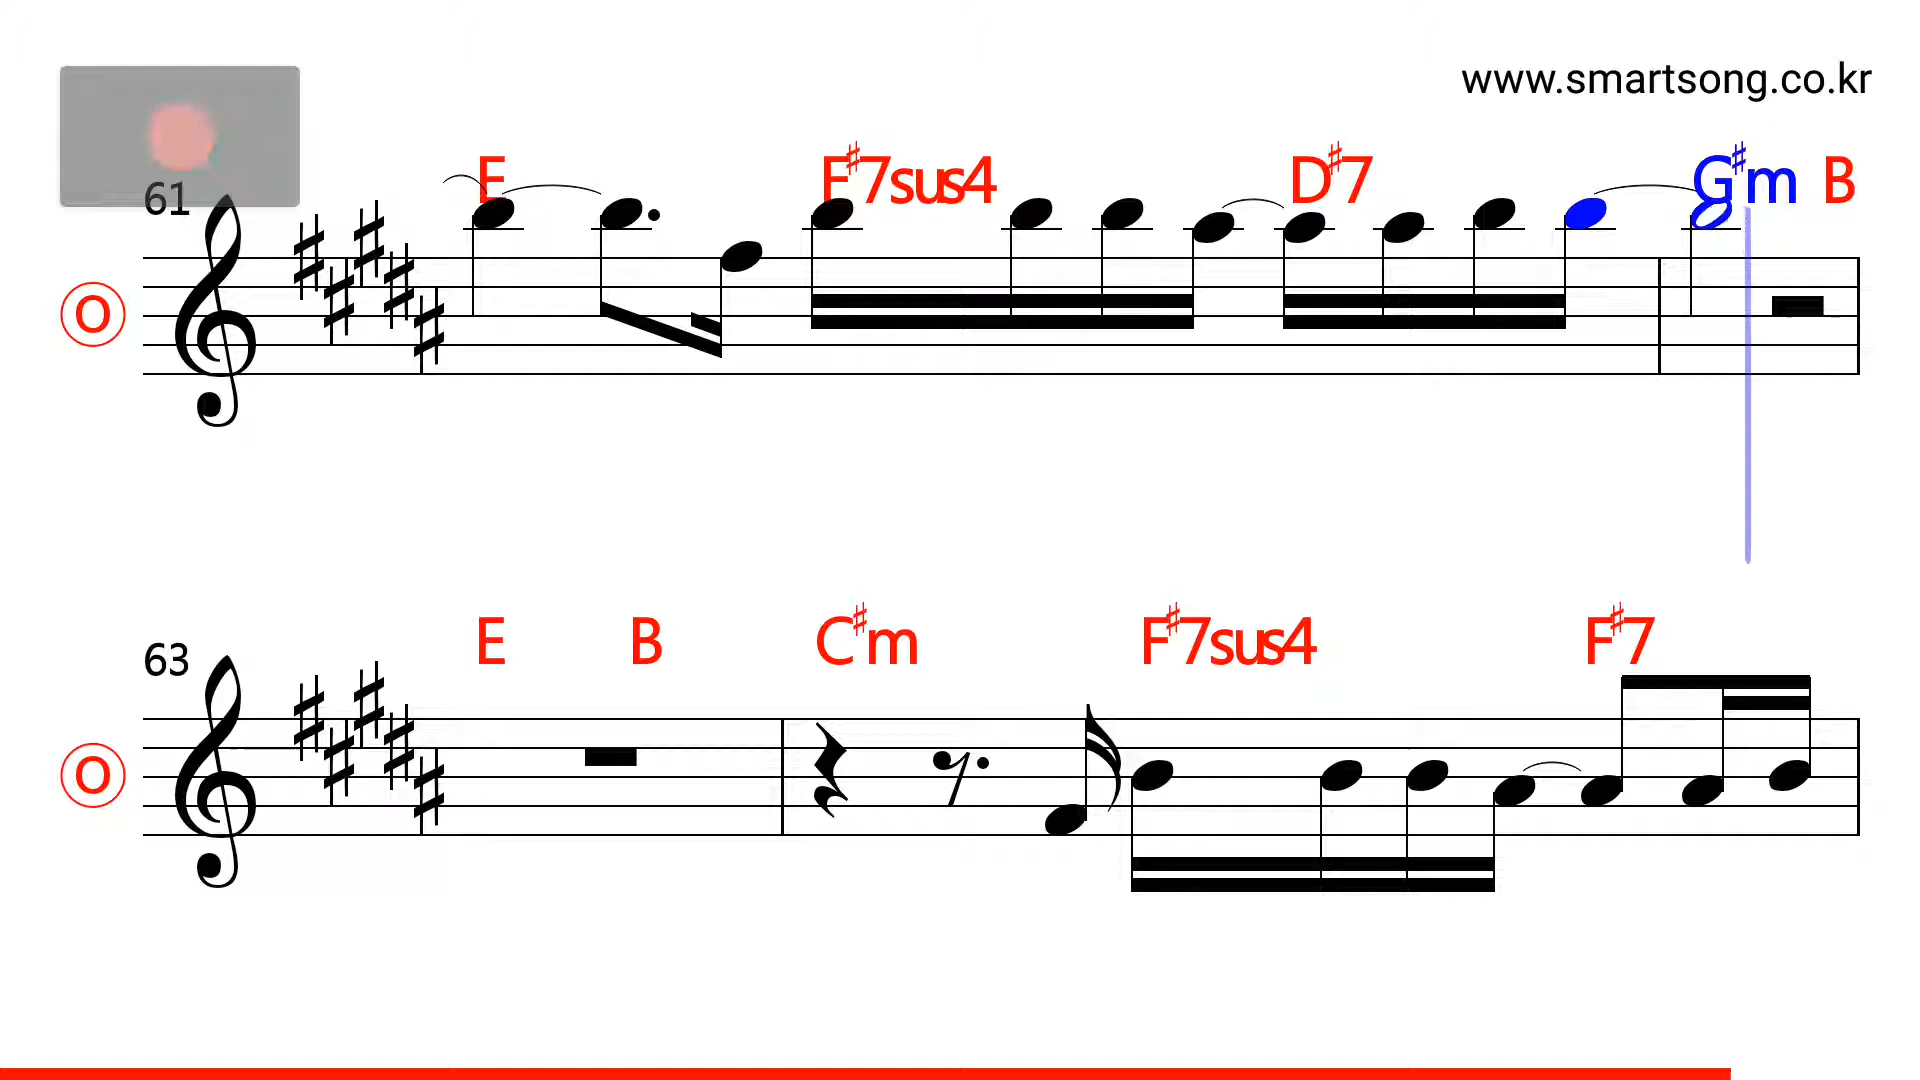 www.smartsong.co.kr
E F♯7sus4 D♯7 G♯m B
61
O
E B C♯m F♯7sus4 F♯7
63
O